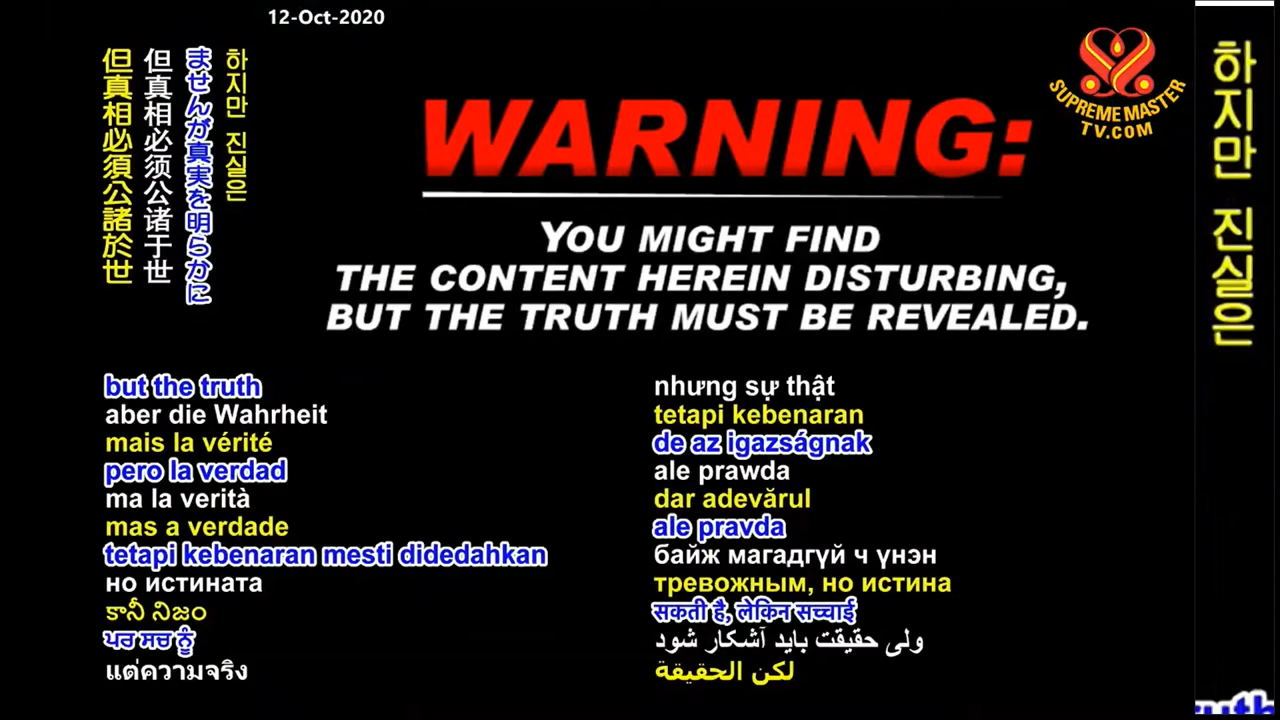 12-Oct-2020
SUPREME MASTER
TV.COM
하지만 진실은
ませんが真実を明らかに
但真相必须公诸于世
但真相必須公諸於世
WARNING:
YOU MIGHT FIND
THE CONTENT HEREIN DISTURBING,
BUT THE TRUTH MUST BE REVEALED.
but the truth
aber die Wahrheit
mais la vérité
pero la verdad
ma la verità
mas a verdade
tetapi kebenaran mesti didedahkan
но истината
కానీ నిజం
ਪਰ ਸਚ ਨੂੰ
แต่ความจริง
nhưng sự thật
tetapi kebenaran
de az igazságnak
ale prawda
dar adevărul
ale pravda
байж магадгүй ч үнэн
тревожным, но истина
सकती है, लेकिन सच्चाई
ولی حقیقت باید آشکار شود
لكن الحقيقة
하지만 진실은